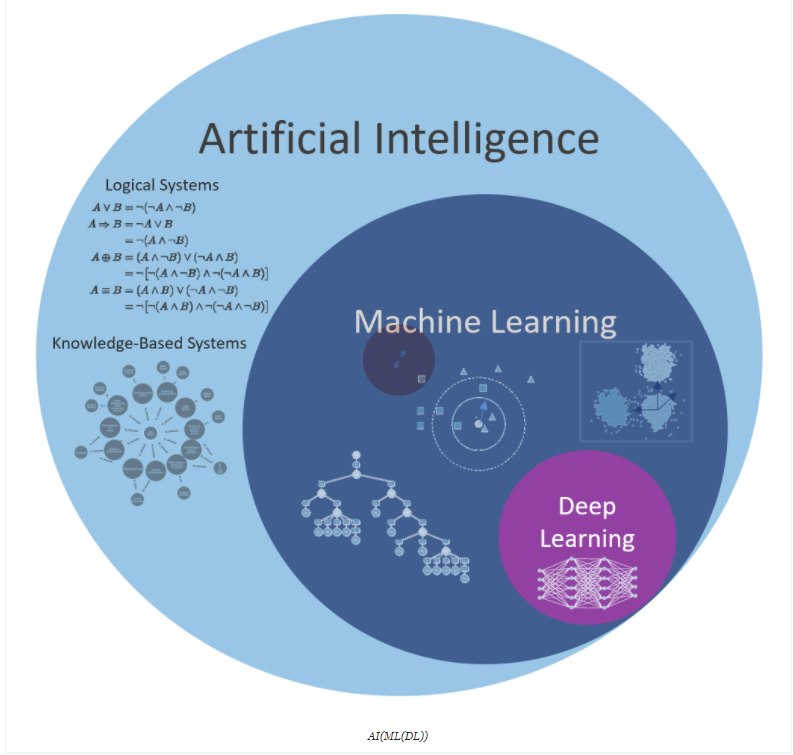 Artificial Intelligence
Logical Systems
A ∨ B = ¬(¬A ∧ ¬B)
A ⇒ B = ¬A ∨ B
= ¬(A ∧ ¬B)
A ⊕ B = (A ∧ ¬B) ∨ (¬A ∧ B)
= ¬[¬(A ∧ ¬B) ∧ ¬(¬A ∧ B)]
A ≡ B = (A ∧ B) ∨ (¬A ∧ ¬B)
= ¬[¬(A ∧ B) ∧ ¬(¬A ∧ ¬B)]
Knowledge-Based Systems
Machine Learning
Deep
Learning
AI(ML(DL))